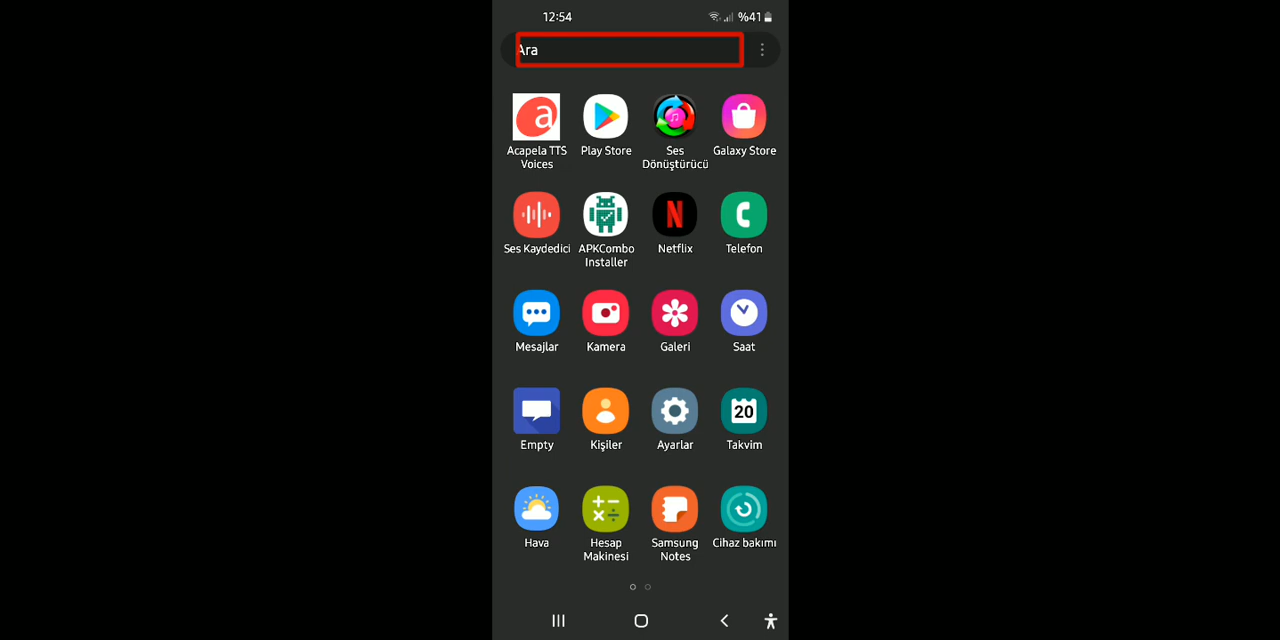 12:54 %41
Ara
Acapela TTS Voices
Play Store
Ses Dönüştürücü
Galaxy Store
Ses Kaydedici
APKCombo Installer
Netflix
Telefon
Mesajlar
Kamera
Galeri
Saat
Empty
Kişiler
Ayarlar
20
Takvim
Hava
Hesap Makinesi
Samsung Notes
Cihaz bakımı